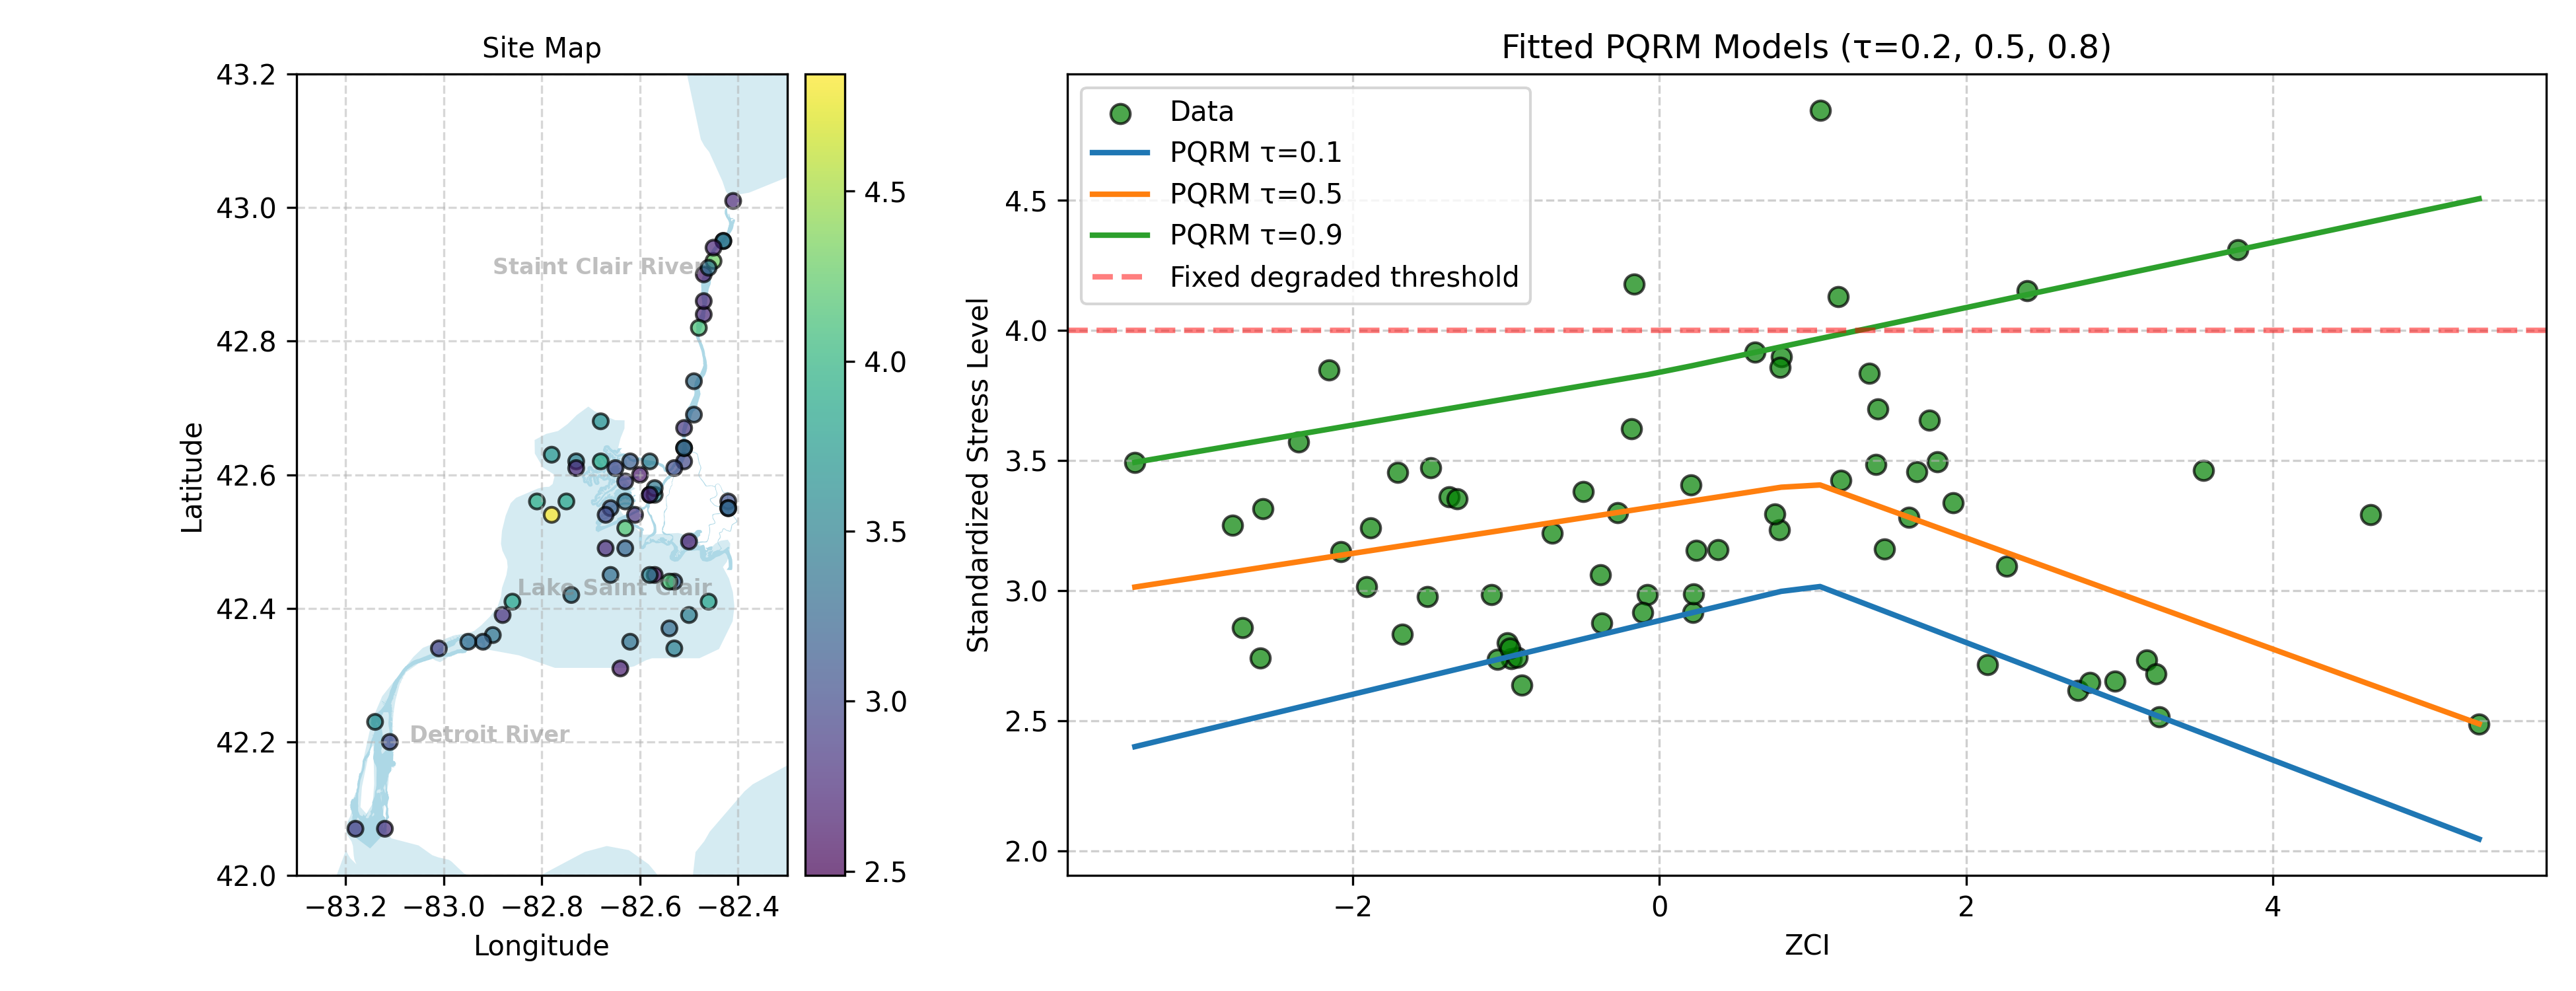 Site Map
43.2
43.0
42.8
42.6
42.4
42.2
42.0
Latitude
Staint Clair River
Lake Saint Clair
Detroit River
−83.2 −83.0 −82.8 −82.6 −82.4
Longitude
4.5
4.0
3.5
3.0
2.5
Fitted PQRM Models (τ=0.2, 0.5, 0.8)
Data
PQRM τ=0.1
PQRM τ=0.5
PQRM τ=0.9
Fixed degraded threshold
4.5
4.0
3.5
3.0
2.5
2.0
Standardized Stress Level
−2 0 2 4
ZCI